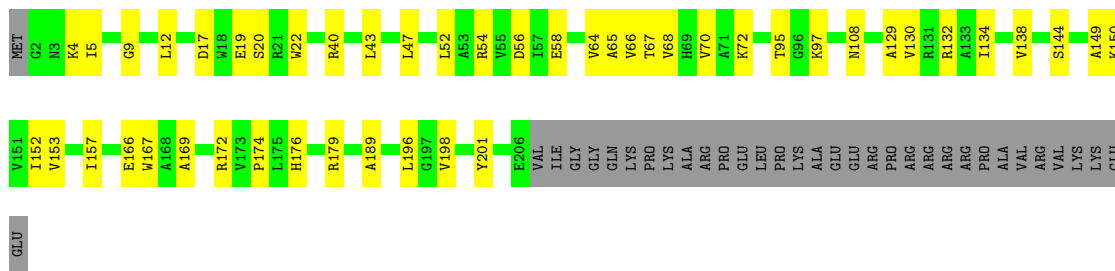 MET G2 N3 K4 I5 G9 L12 D17 W18 E19 S20 R21 W22 R40 L43 L47 L52 A53 R54 V55 D56 I57 E58 V64 A65 V66 T67 V68 H69 V70 A71 K72 T95 G96 K97 N108 A129 V130 R131 R132 A133 I134 V138 S144 A149 K150
V151 I152 V153 I157 E166 W167 A168 A169 R172 V173 P174 L175 H176 R179 A189 L196 G197 V198 Y201 E206 VAL ILE GLY GLY GLN LYS PRO LYS ALA ARG PRO GLU LEU PRO LYS ALA GLU GLU ARG PRO ARG ARG ARG ARG PRO ALA VAL ARG VAL LYS LYS GLU
GLU